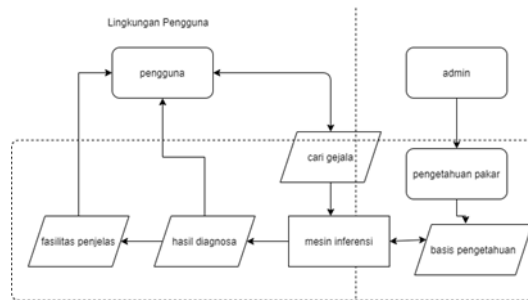 Lingkungan Pengguna
pengguna
admin
cari gejala
pengetahuan pakar
fasilitas penjelas
hasil diagnosa
mesin inferensi
basis pengetahuan